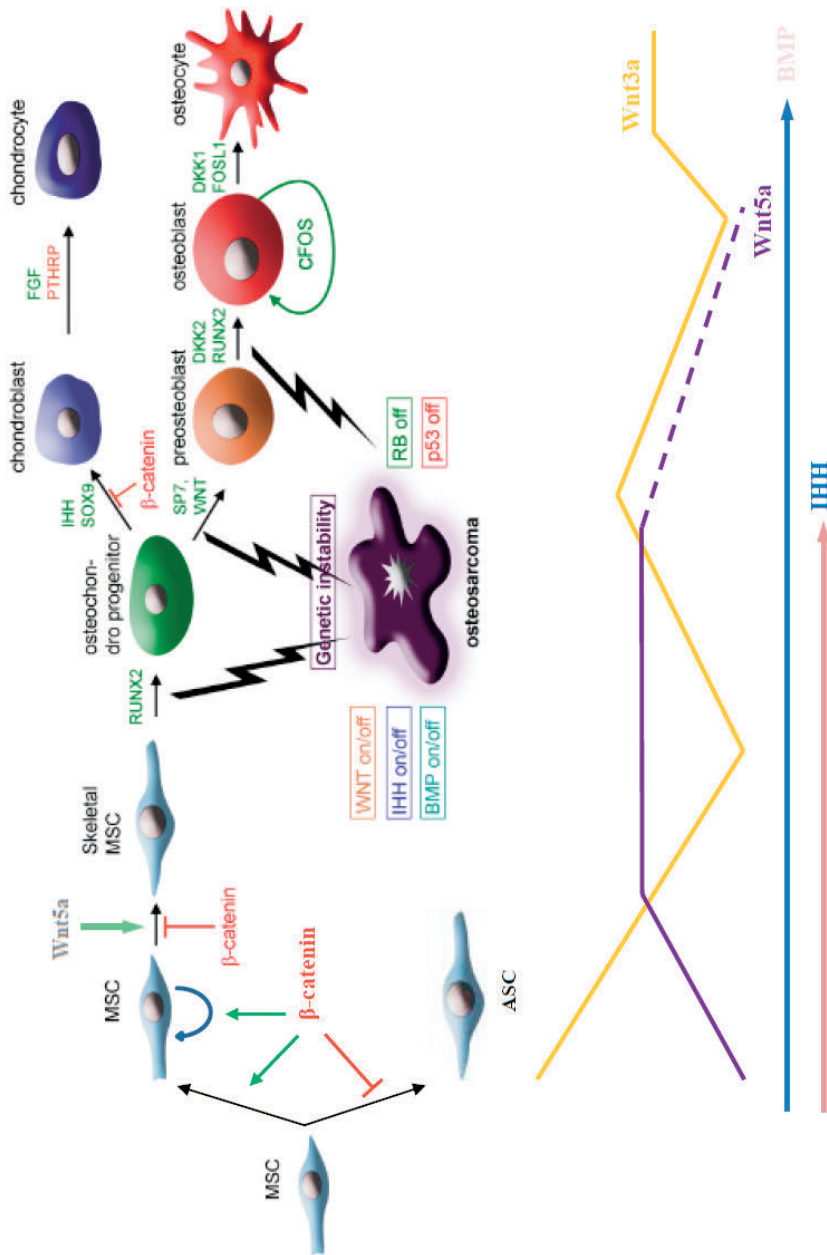 MSC
MSC
Wnt5a
β-catenin
Skeletal
MSC
RUNX2
osteochon-
dro progenitor
IHH
SOX9
β-catenin
chondroblast
FGF
PTHRP
chondrocyte
SP7,
WNT
preosteoblast
DKK2
RUNX2
osteoblast
CFOS
DKK1
FOSL1
osteocyte
β-catenin
ASC
WNT on/off
IHH on/off
BMP on/off
Genetic instability
osteosarcoma
RB off
p53 off
Wnt3a
Wnt5a
BMP
IHH